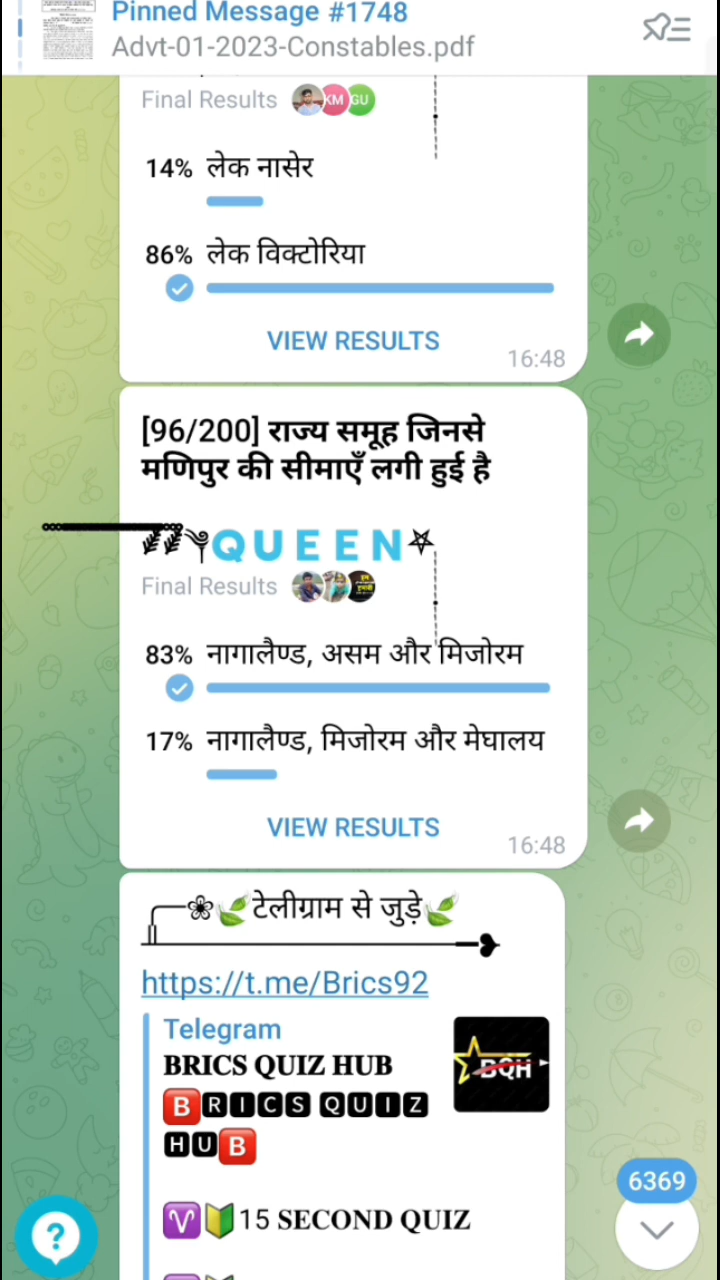 Pinned Message #1748
Advt-01-2023-Constables.pdf
Final Results KM GU
14% लेक नासेर
86% लेक विक्टोरिया
VIEW RESULTS
16:48
[96/200] राज्य समूह जिनसे
मणिपुर की सीमाएँ लगी हुई है
QUEEN
Final Results
83% नागालैण्ड, असम और मिजोरम
17% नागालैण्ड, मिजोरम और मेघालय
VIEW RESULTS
16:48
टेलीग्राम से जुड़े
https://t.me/Brics92
Telegram
BRICS QUIZ HUB
BQH
BRICS QUIZ
HUB
15 SECOND QUIZ
6369
?